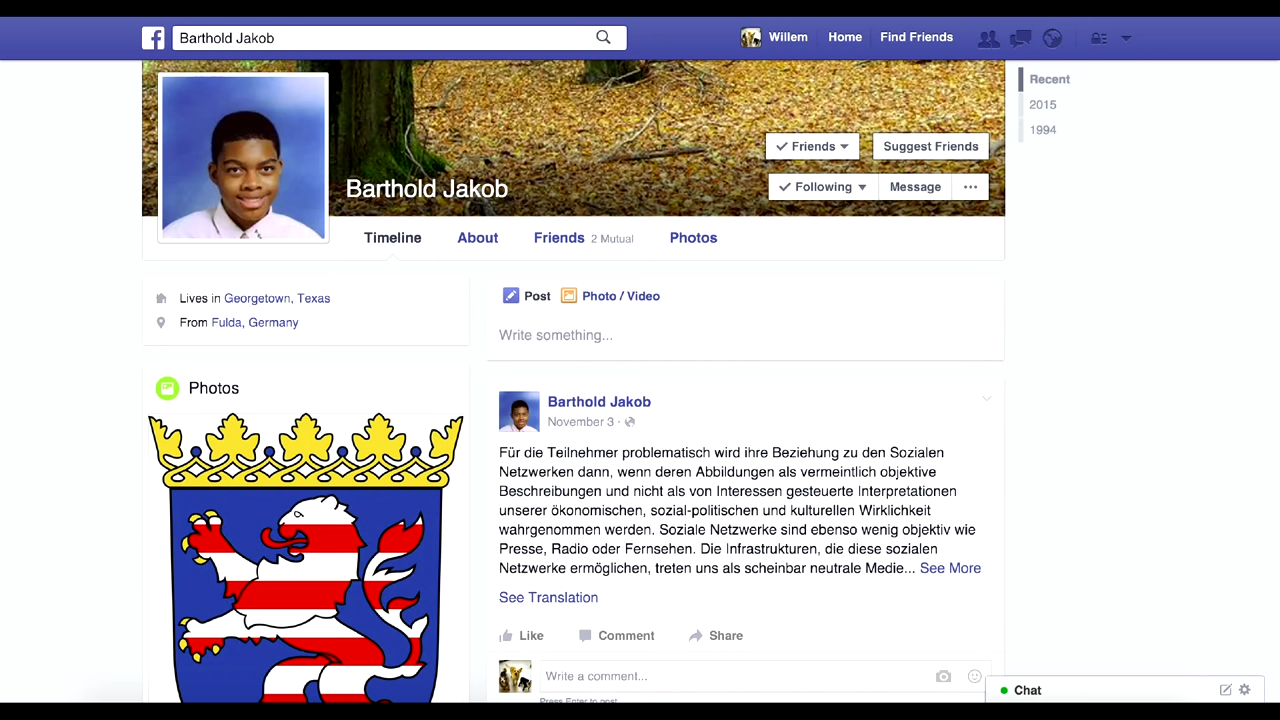 Barthold Jakob
Willem
Home
Find Friends
Recent
2015
1994
Friends
Suggest Friends
Following
Message
Barthold Jakob
Timeline
About
Friends 2 Mutual
Photos
Lives in Georgetown, Texas
From Fulda, Germany
Photos
Post
Photo / Video
Write something...
Barthold Jakob
November 3
Für die Teilnehmer problematisch wird ihre Beziehung zu den Sozialen
Netzwerken dann, wenn deren Abbildungen als vermeintlich objektive
Beschreibungen und nicht als von Interessen gesteuerte Interpretationen
unserer ökonomischen, sozial-politischen und kulturellen Wirklichkeit
wahrgenommen werden. Soziale Netzwerke sind ebenso wenig objektiv wie
Presse, Radio oder Fernsehen. Die Infrastrukturen, die diese sozialen
Netzwerke ermöglichen, treten uns als scheinbar neutrale Medie... See More
See Translation
Like
Comment
Share
Write a comment...
Press Enter to post.
Chat